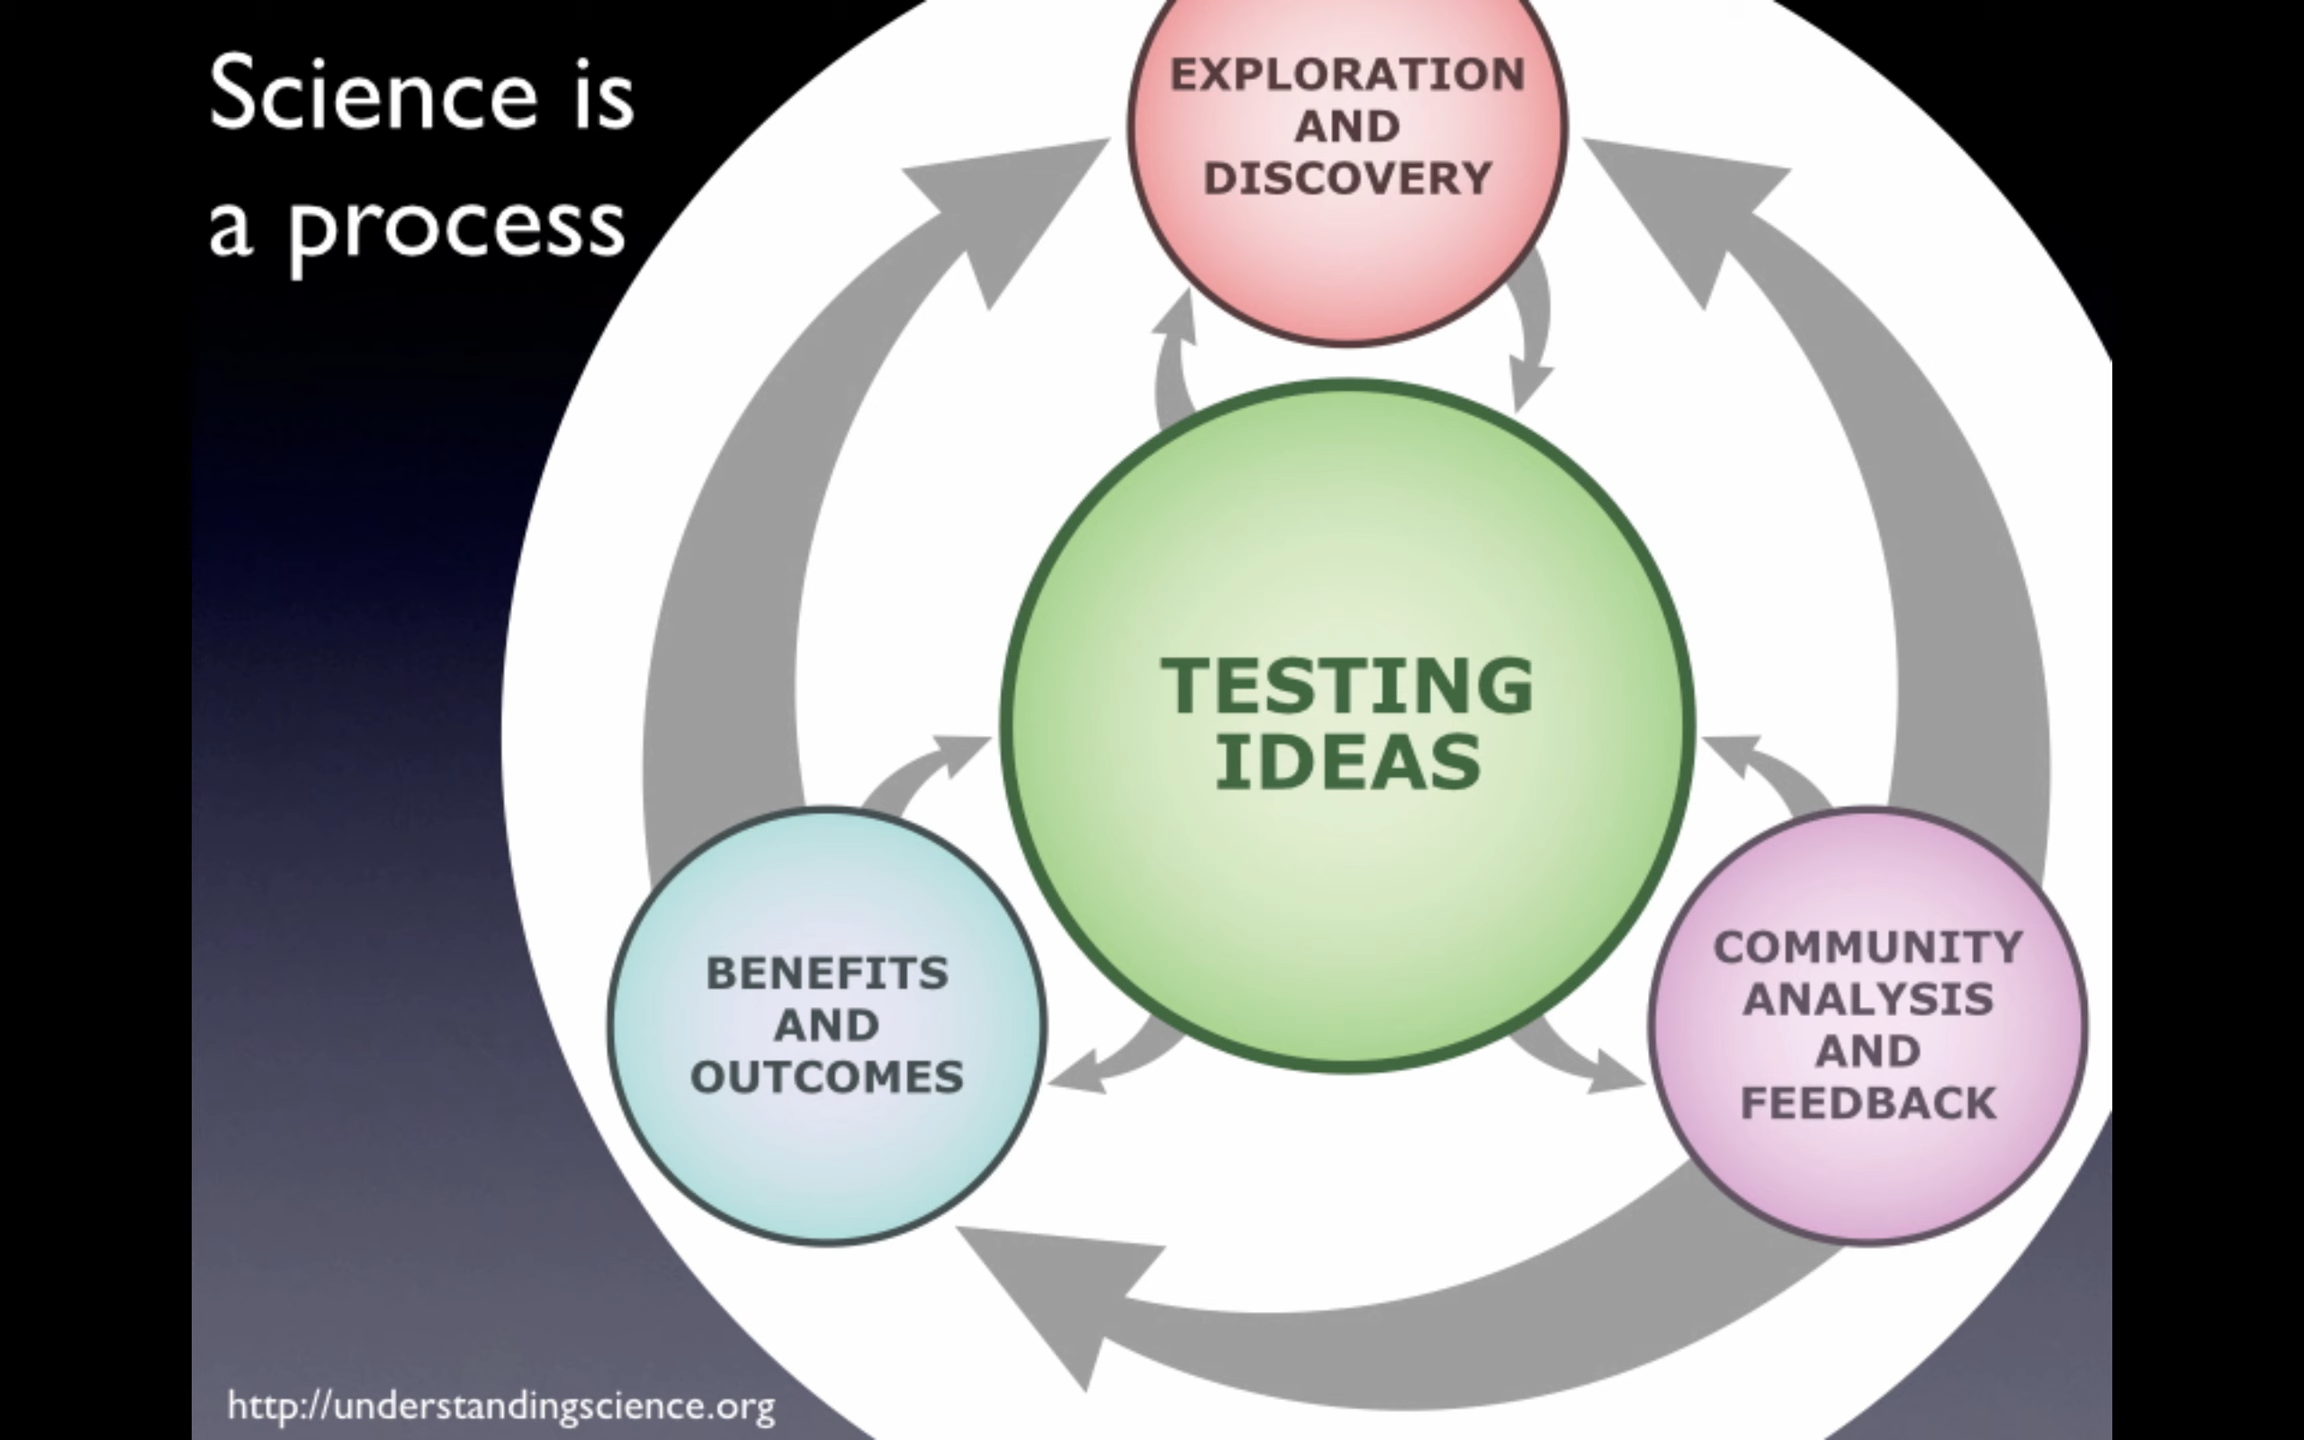 Science is
a process
EXPLORATION
AND
DISCOVERY
TESTING
IDEAS
BENEFITS
AND
OUTCOMES
COMMUNITY
ANALYSIS
AND
FEEDBACK
http://understandingscience.org